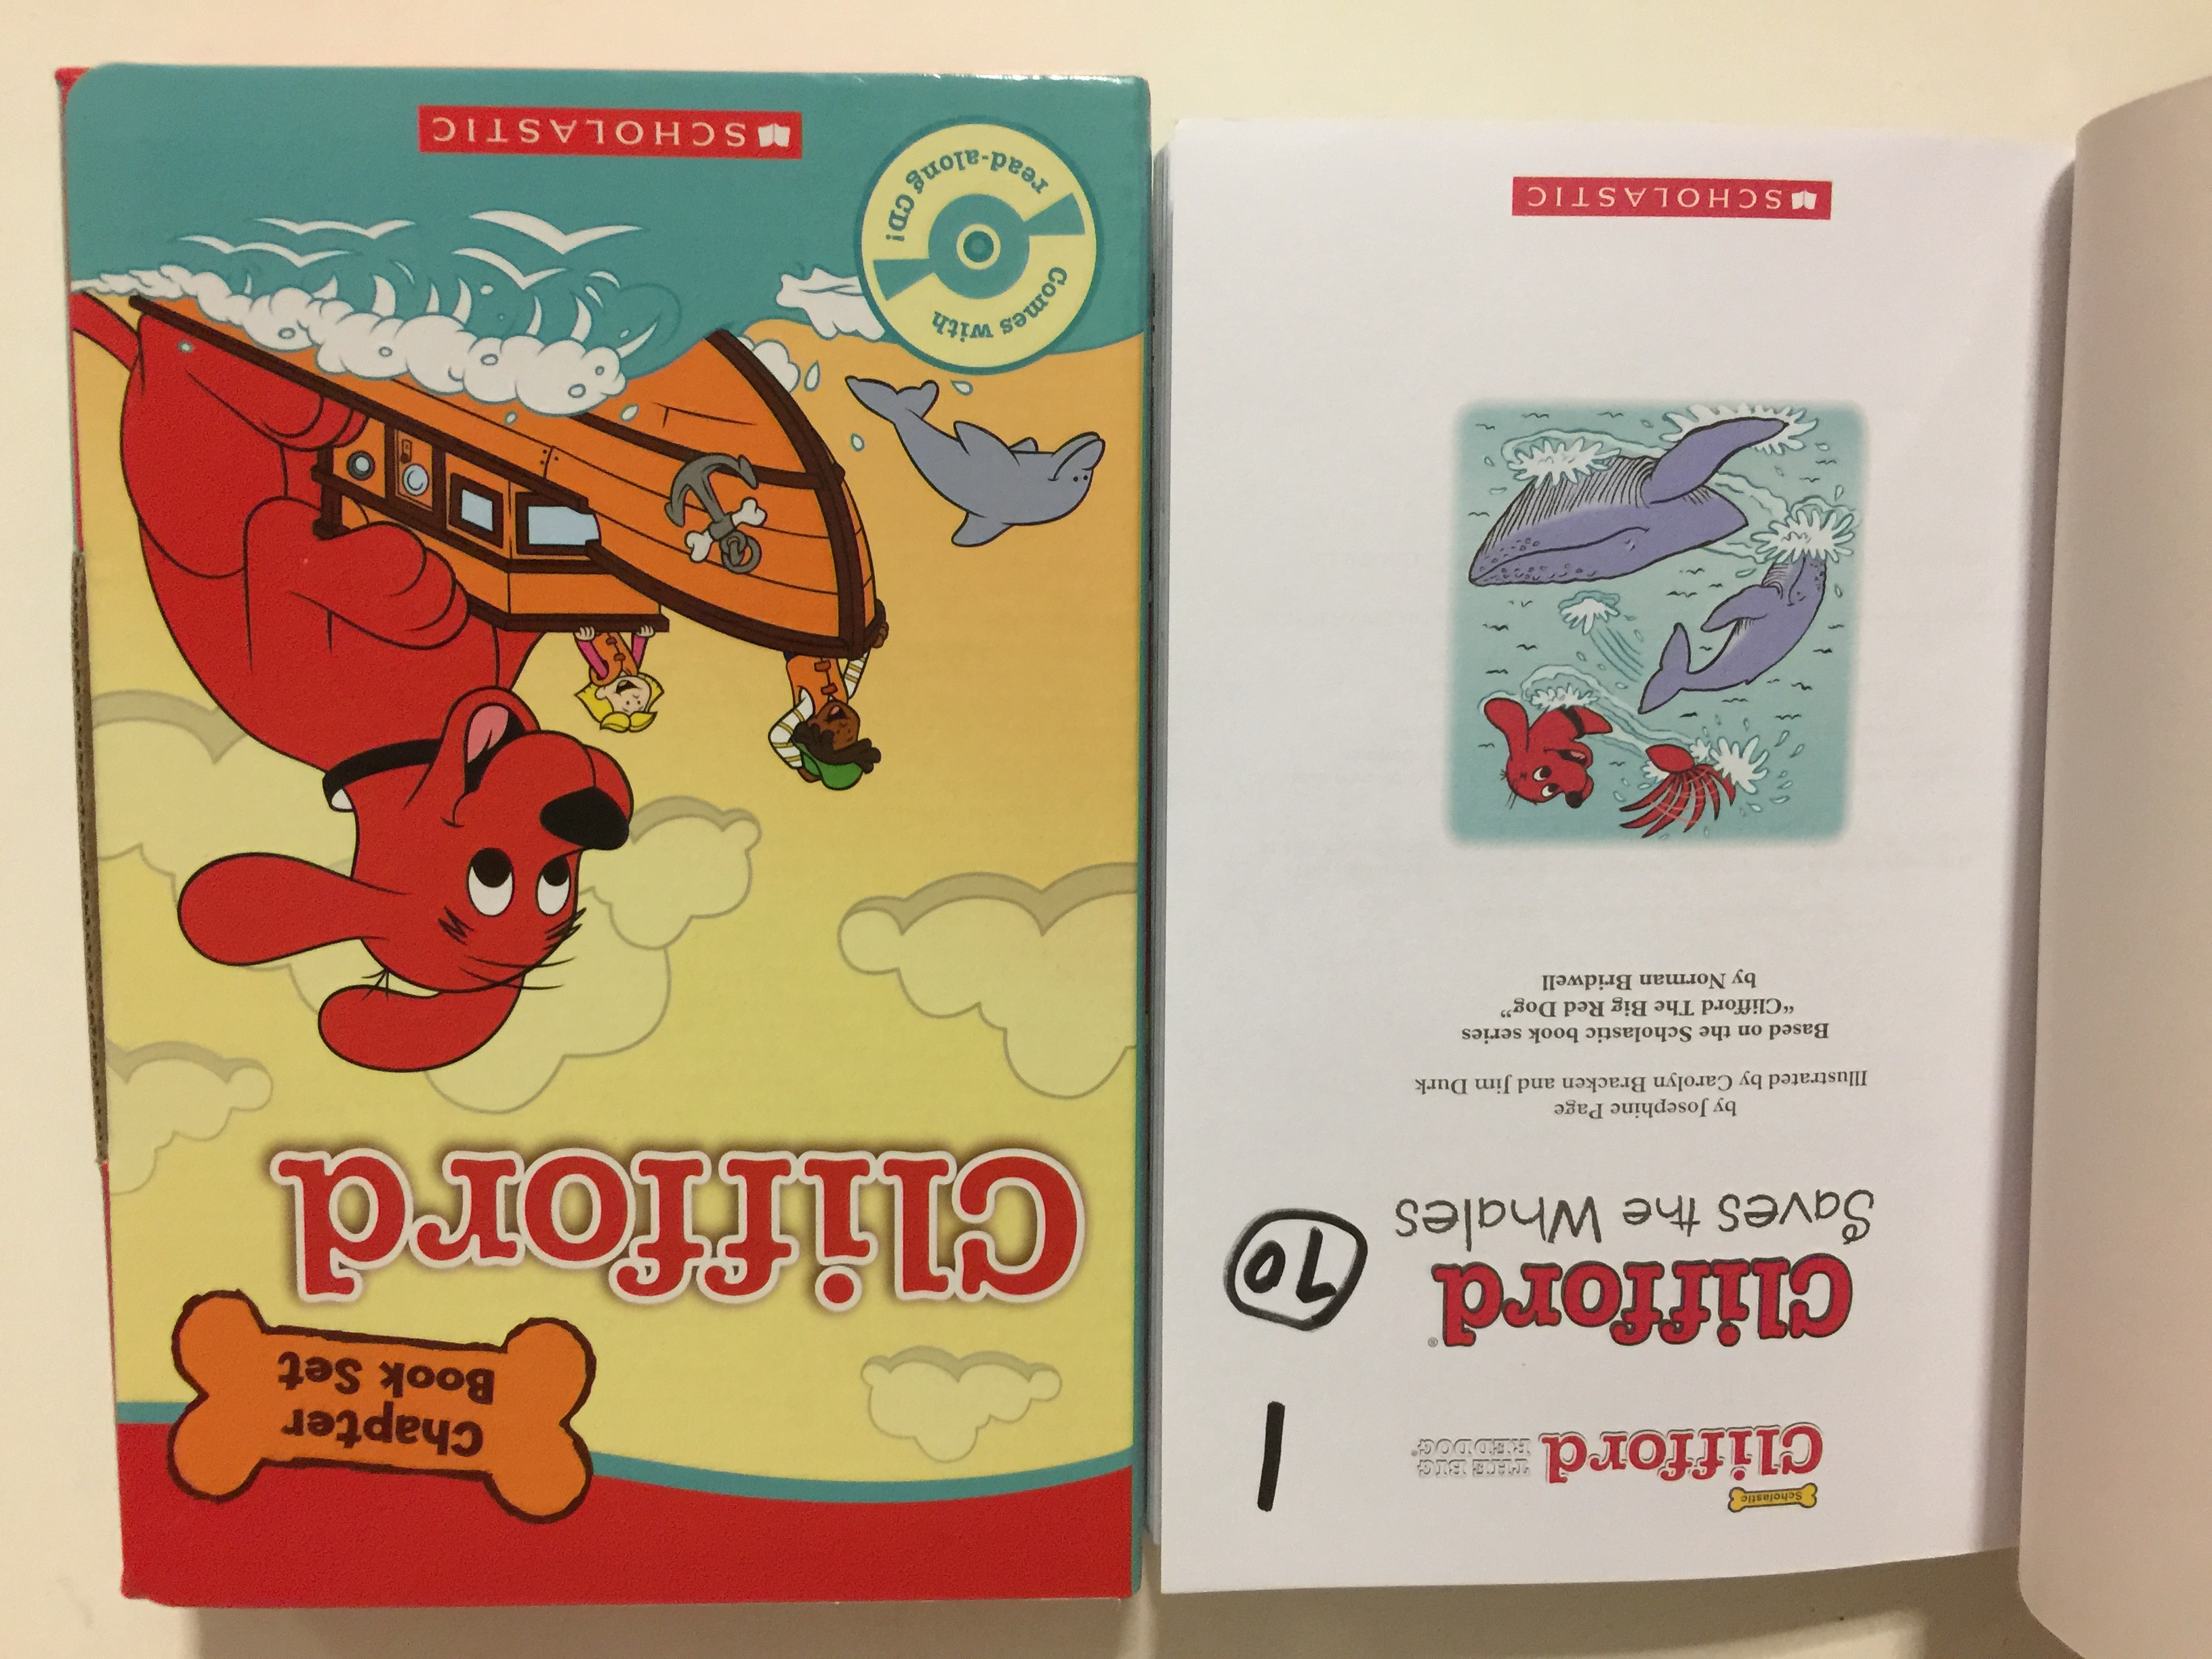 Scholastic
Clifford THE BIG
RED DOG®
1
Clifford®
Saves the Whales
70
by Josephine Page
Illustrated by Carolyn Bracken and Jim Durk
Based on the Scholastic book series
“Clifford The Big Red Dog”
by Norman Bridwell
SCHOLASTIC
Chapter
Book Set
Clifford
Comes with
read-along CD!
SCHOLASTIC